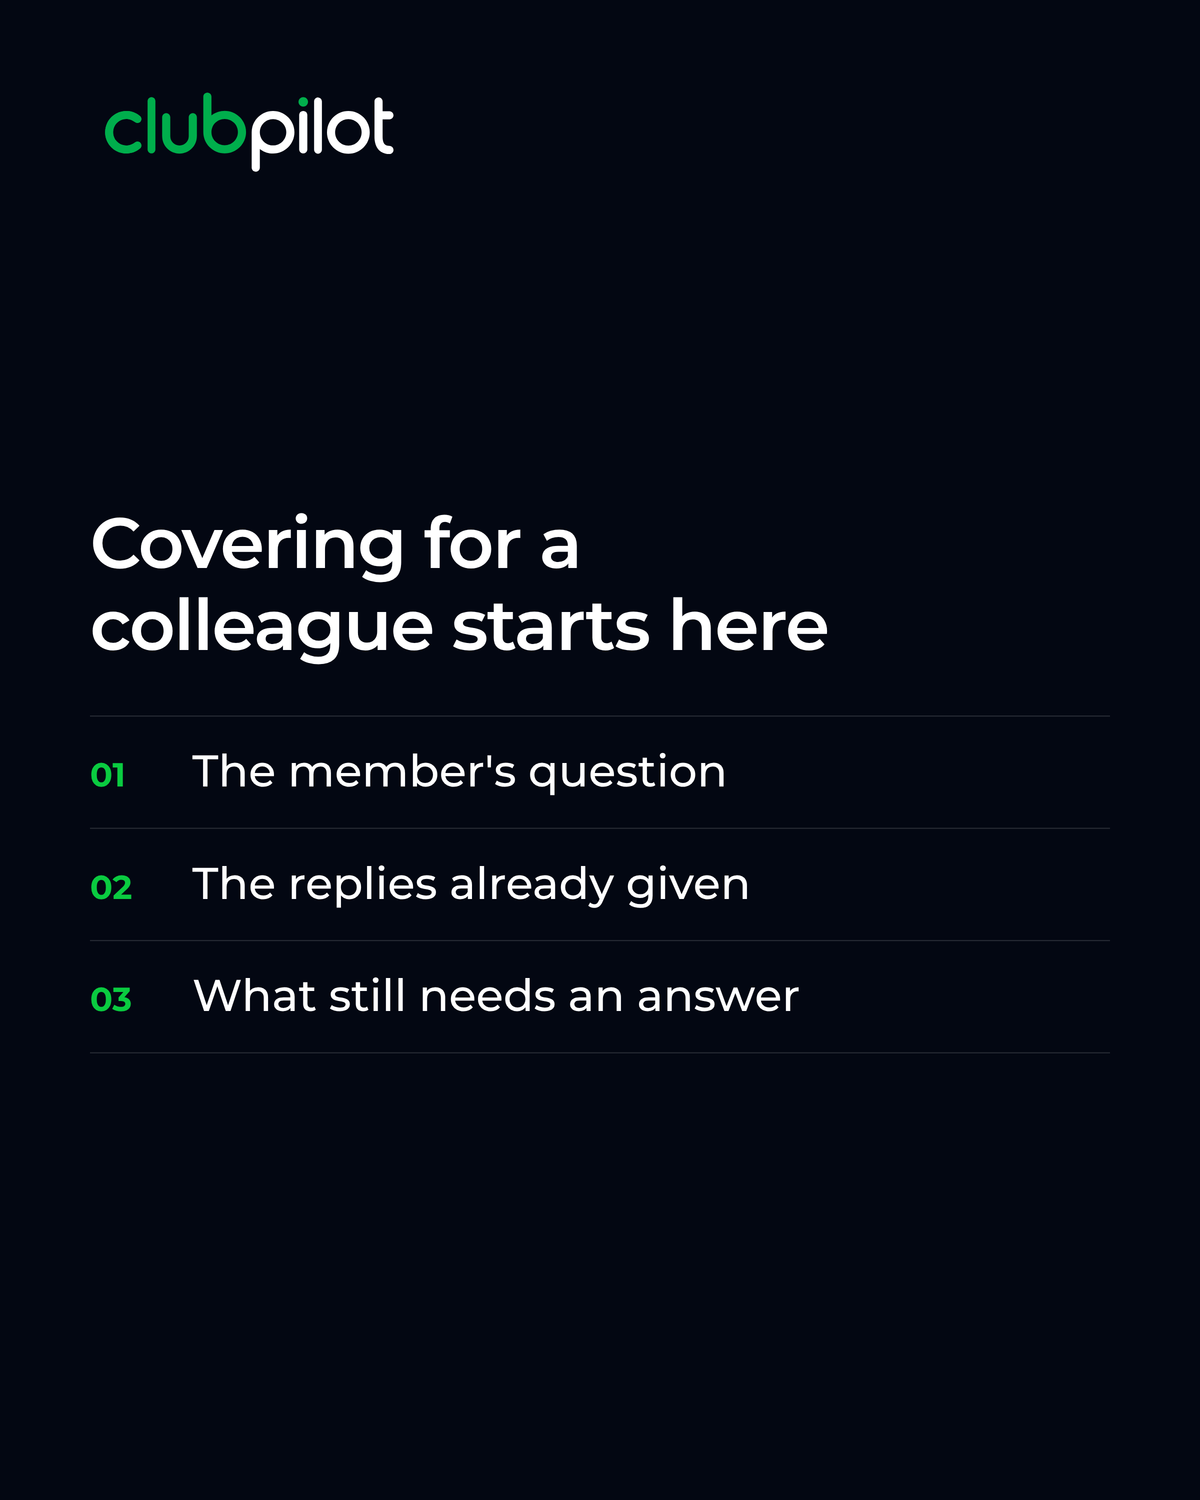 clubpilot
Covering for a
colleague starts here
01 The member's question
02 The replies already given
03 What still needs an answer